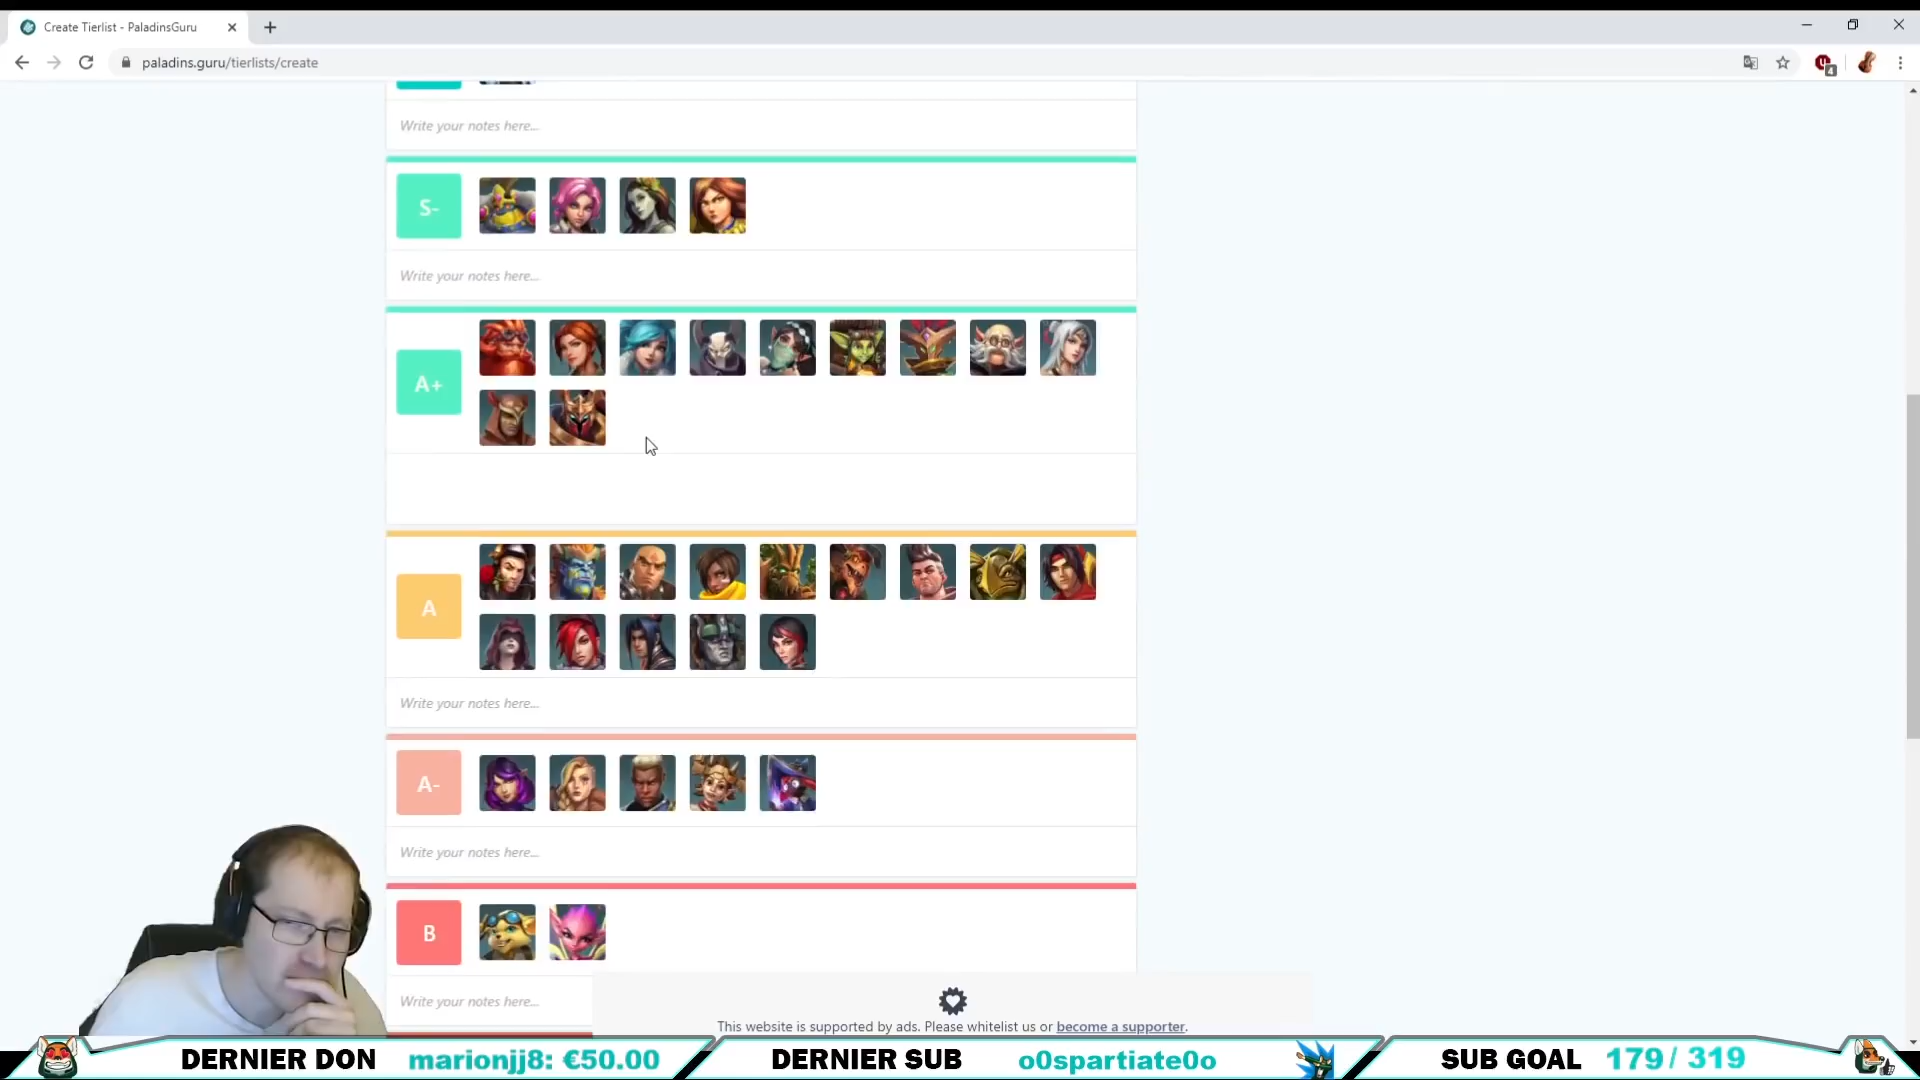 Create Tierlist - PaladinsGuru
paladins.guru/tierlists/create
4
Write your notes here...
S-
Write your notes here...
A+
A
Write your notes here...
A-
Write your notes here...
B
Write your notes here...
This website is supported by ads. Please whitelist us or become a supporter.
DERNIER DON marionjj8: €50.00 DERNIER SUB o0spartiate0o SUB GOAL 179/ 319